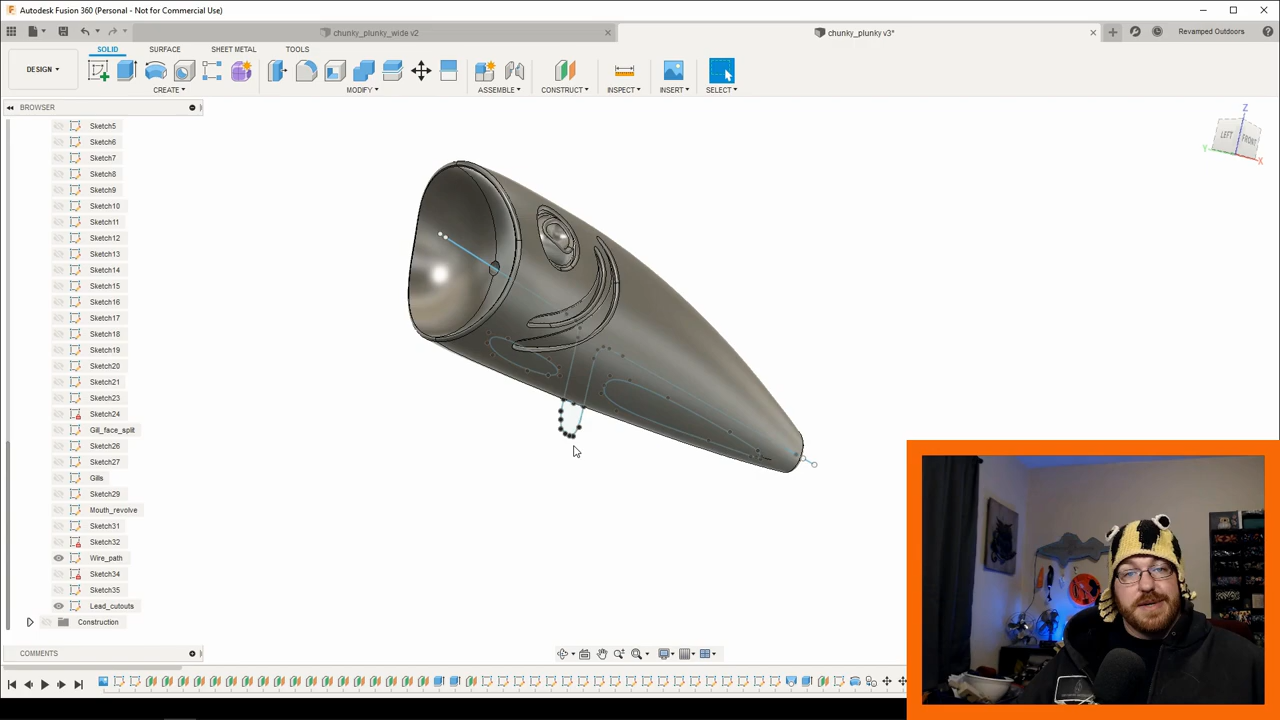 Autodesk Fusion 360 (Personal - Not for Commercial Use)
chunky_plunky_wide v2
chunky_plunky v3*
Revamped Outdoors
SOLID
SURFACE
SHEET METAL
TOOLS
DESIGN
CREATE
MODIFY
ASSEMBLE
CONSTRUCT
INSPECT
INSERT
SELECT
BROWSER
Sketch5
Sketch6
Sketch7
Sketch8
Sketch9
Sketch10
Sketch11
Sketch12
Sketch13
Sketch14
Sketch15
Sketch16
Sketch17
Sketch18
Sketch19
Sketch20
Sketch21
Sketch23
Sketch24
Gill_face_split
Sketch26
Sketch27
Gills
Sketch29
Mouth_revolve
Sketch31
Sketch32
Wire_path
Sketch34
Sketch35
Lead_cutouts
Construction
COMMENTS
Z
LEFT
FRONT
Y
X